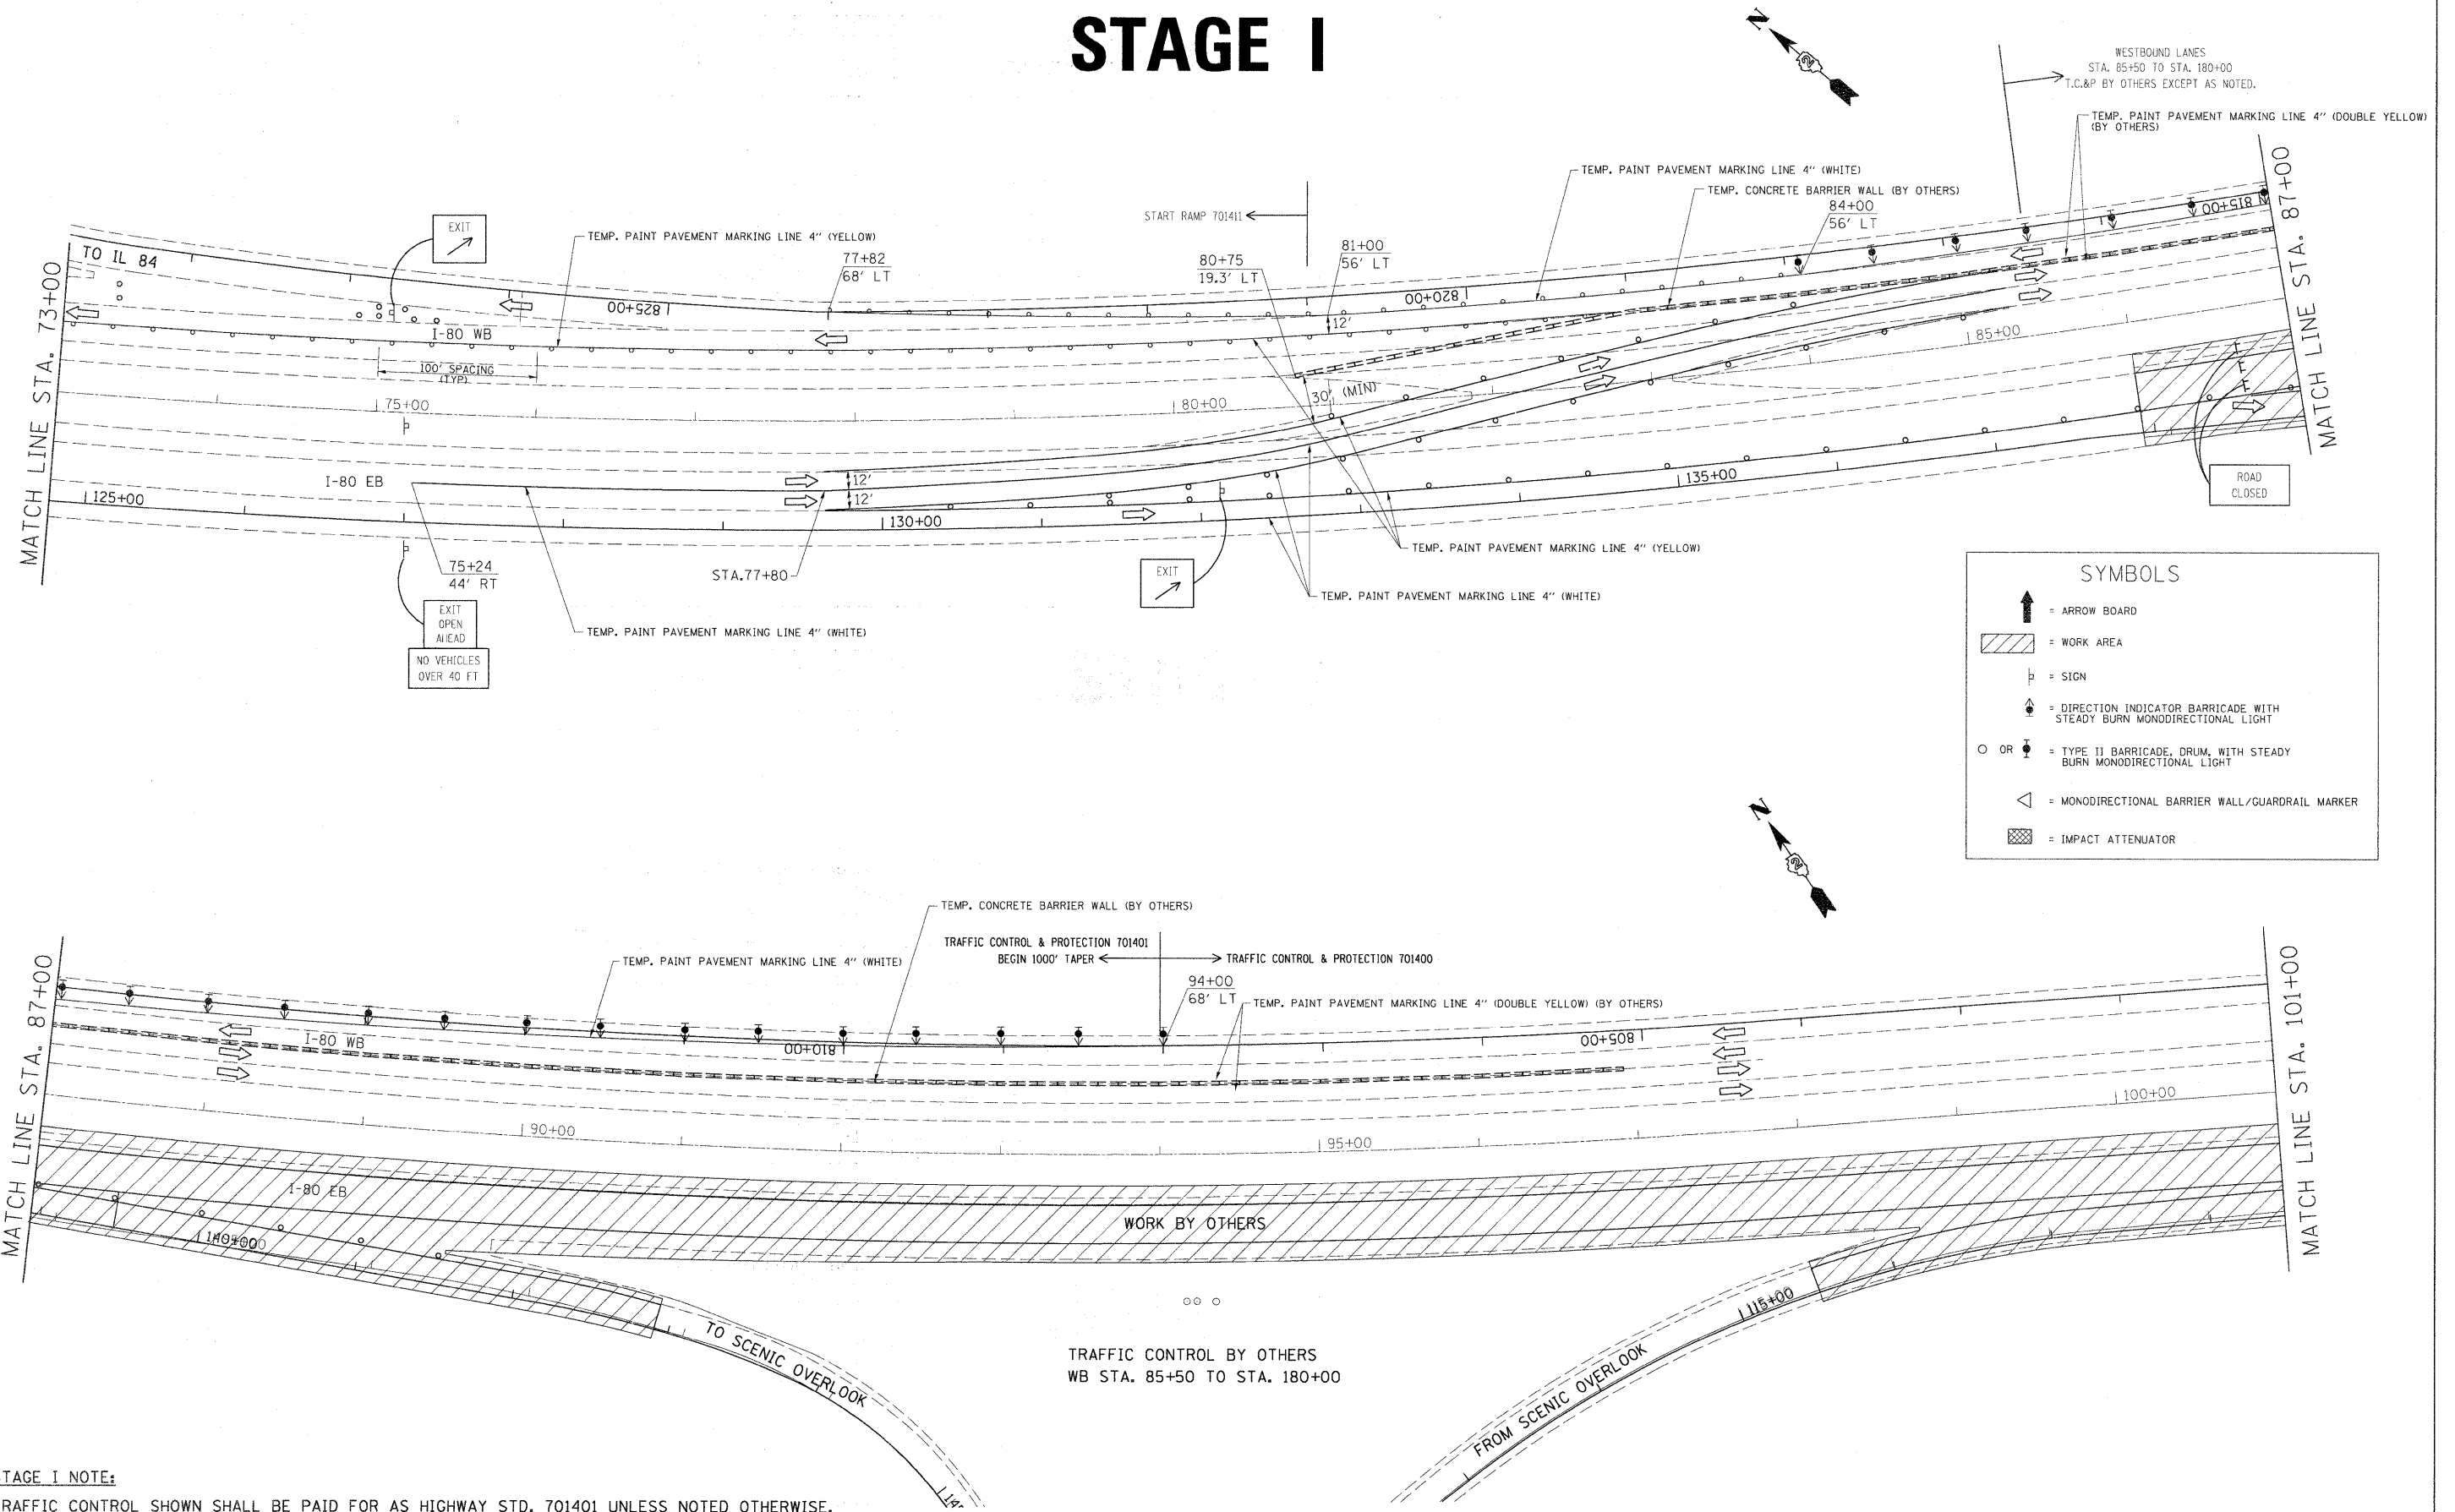 STAGE I
N
2
WESTBOUND LANES
STA. 85+50 TO STA. 180+00
T.C.&P BY OTHERS EXCEPT AS NOTED.
TEMP. PAINT PAVEMENT MARKING LINE 4" (DOUBLE YELLOW)
(BY OTHERS)
TEMP. PAINT PAVEMENT MARKING LINE 4" (WHITE)
TEMP. CONCRETE BARRIER WALL (BY OTHERS)
84+00
56' LT
815+00
MATCH LINE STA. 87+00
START RAMP 701411
81+00
56' LT
80+75
19.3' LT
EXIT
TEMP. PAINT PAVEMENT MARKING LINE 4" (YELLOW)
77+82
68' LT
TO IL 84
825+00
820+00
12'
I-80 WB
100' SPACING
(TYP)
MATCH LINE STA. 73+00
75+00
80+00
30' (MIN)
85+00
I-80 EB
12'
12'
125+00
130+00
135+00
ROAD
CLOSED
75+24
44' RT
STA.77+80
EXIT
TEMP. PAINT PAVEMENT MARKING LINE 4" (YELLOW)
TEMP. PAINT PAVEMENT MARKING LINE 4" (WHITE)
EXIT
OPEN
AHEAD
NO VEHICLES
OVER 40 FT
TEMP. PAINT PAVEMENT MARKING LINE 4" (WHITE)
SYMBOLS
= ARROW BOARD
= WORK AREA
= SIGN
= DIRECTION INDICATOR BARRICADE WITH
STEADY BURN MONODIRECTIONAL LIGHT
OR = TYPE II BARRICADE, DRUM, WITH STEADY
BURN MONODIRECTIONAL LIGHT
= MONODIRECTIONAL BARRIER WALL/GUARDRAIL MARKER
= IMPACT ATTENUATOR
N
2
TEMP. CONCRETE BARRIER WALL (BY OTHERS)
TRAFFIC CONTROL & PROTECTION 701401
BEGIN 1000' TAPER
TRAFFIC CONTROL & PROTECTION 701400
TEMP. PAINT PAVEMENT MARKING LINE 4" (WHITE)
94+00
68' LT
TEMP. PAINT PAVEMENT MARKING LINE 4" (DOUBLE YELLOW) (BY OTHERS)
MATCH LINE STA. 87+00
I-80 WB
810+00
805+00
MATCH LINE STA. 101+00
90+00
95+00
100+00
I-80 EB
WORK BY OTHERS
115+00
TO SCENIC OVERLOOK
FROM SCENIC OVERLOOK
TRAFFIC CONTROL BY OTHERS
WB STA. 85+50 TO STA. 180+00
TAGE I NOTE:
RAFFIC CONTROL SHOWN SHALL BE PAID FOR AS HIGHWAY STD. 701401 UNLESS NOTED OTHERWISE.